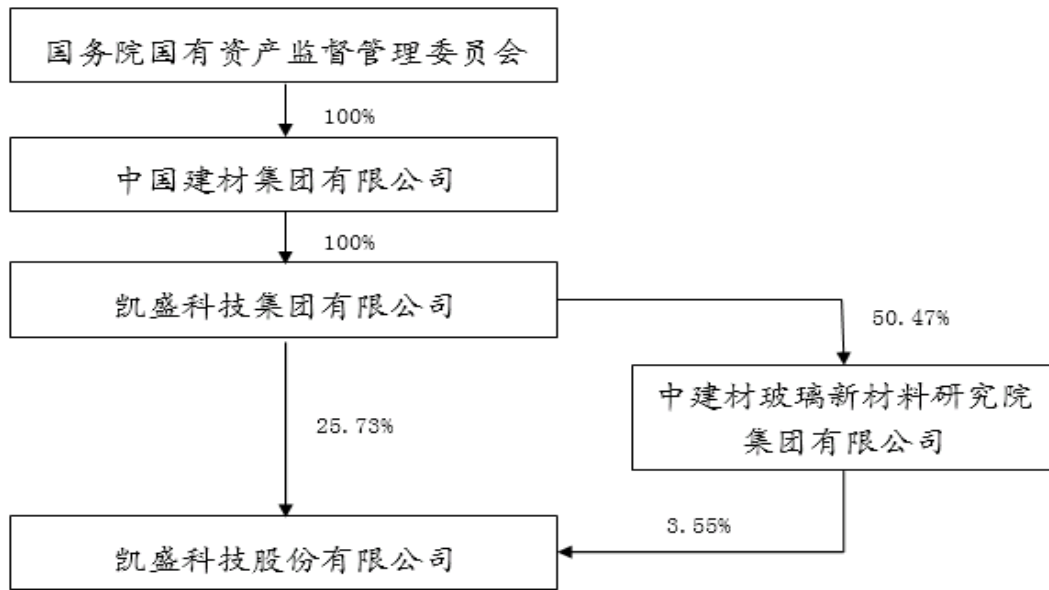 国务院国有资产监督管理委员会
100%
中国建材集团有限公司
100%
凯盛科技集团有限公司
50.47%
中建材玻璃新材料研究院
集团有限公司
25.73%
3.55%
凯盛科技股份有限公司